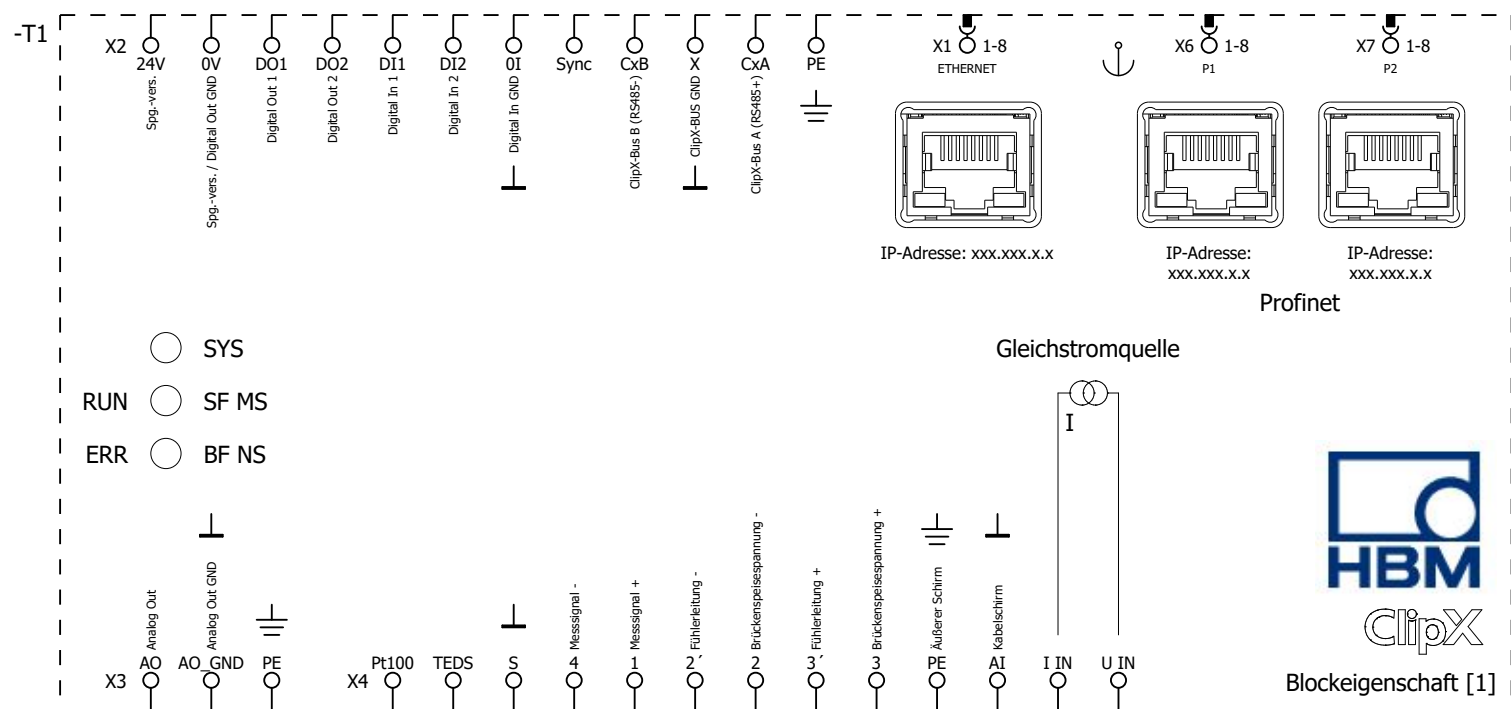 -T1
X2
24V
0V
DO1
DO2
DI1
DI2
0I
Sync
CxB
X
CxA
PE
X1 1-8
ETHERNET
X6 1-8
P1
X7 1-8
P2
Spg.-vers.
Spg.-vers. / Digital Out GND
Digital Out 1
Digital Out 2
Digital In 1
Digital In 2
Digital In GND
ClipX-Bus B (RS485-)
ClipX-BUS GND
ClipX-Bus A (RS485+)
IP-Adresse: xxx.xxx.x.x
IP-Adresse:
xxx.xxx.x.x
IP-Adresse:
xxx.xxx.x.x
Profinet
SYS
RUN
SF MS
ERR
BF NS
Gleichstromquelle
I
HBM
ClipX
Analog Out
Analog Out GND
Messsignal -
Messsignal +
Fühlerleitung -
Brückenspeisespannung -
Fühlerleitung +
Brückenspeisespannung +
Äußerer Schirm
Kabelschirm
X3
AO
AO_GND
PE
X4
Pt100
TEDS
S
4
1
2´
2
3´
3
PE
AI
I IN
U IN
Blockeigenschaft [1]